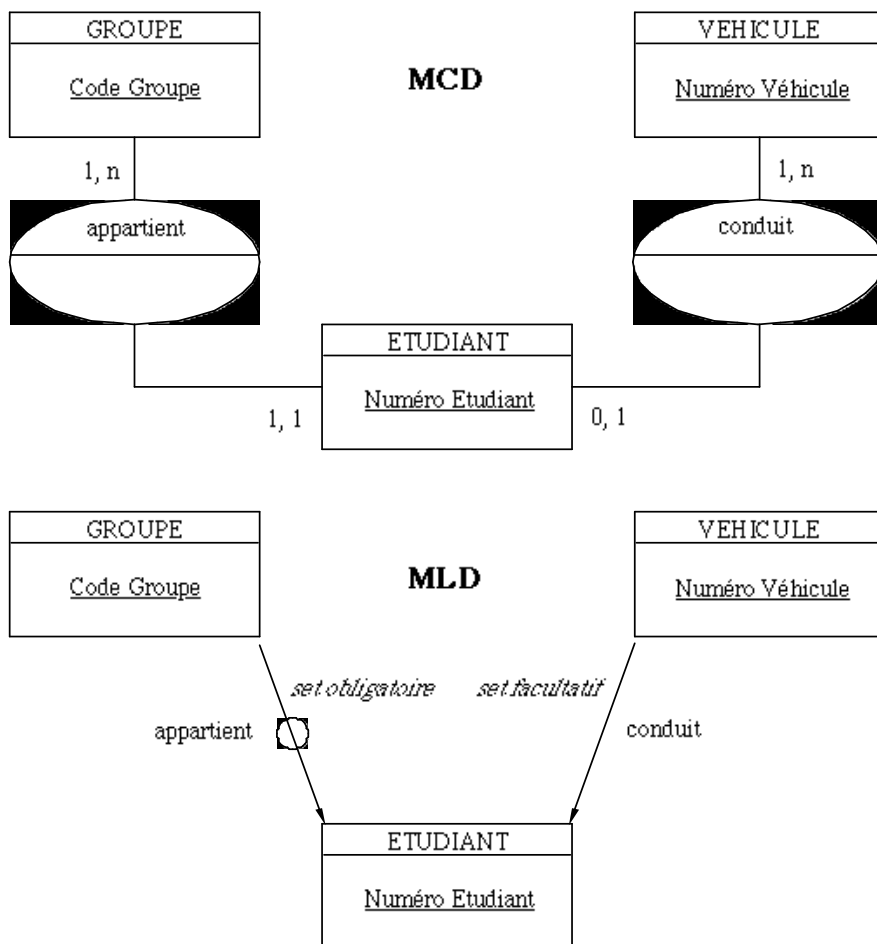 GROUPE
VEHICULE
Code Groupe
MCD
Numéro Véhicule
1, n
1, n
appartient
conduit
ETUDIANT
Numéro Etudiant
1, 1
0, 1
GROUPE
VEHICULE
Code Groupe
MLD
Numéro Véhicule
set obligatoire
set facultatif
appartient
conduit
ETUDIANT
Numéro Etudiant